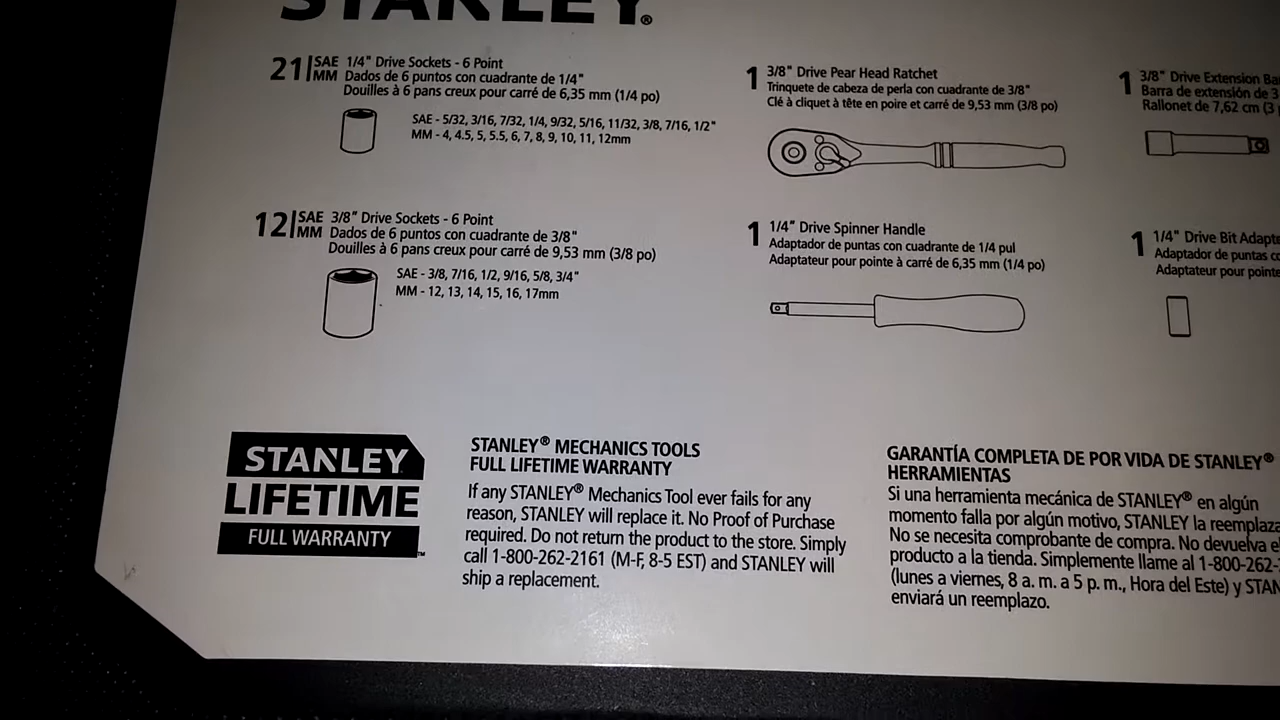 STANLEY®
21 SAE MM 1/4" Drive Sockets - 6 Point
Dados de 6 puntos con cuadrante de 1/4"
Douilles à 6 pans creux pour carré de 6,35 mm (1/4 po)
SAE - 5/32, 3/16, 7/32, 1/4, 9/32, 5/16, 11/32, 3/8, 7/16, 1/2"
MM - 4, 4.5, 5, 5.5, 6, 7, 8, 9, 10, 11, 12mm
1 3/8" Drive Pear Head Ratchet
Trinquete de cabeza de perla con cuadrante de 3/8"
Clé à cliquet à tête en poire et carré de 9,53 mm (3/8 po)
1 3/8" Drive Extension
Barra de extensión de
Rallonet de 7,62 cm
12 SAE MM 3/8" Drive Sockets - 6 Point
Dados de 6 puntos con cuadrante de 3/8"
Douilles à 6 pans creux pour carré de 9,53 mm (3/8 po)
SAE - 3/8, 7/16, 1/2, 9/16, 5/8, 3/4"
MM - 12, 13, 14, 15, 16, 17mm
1 1/4" Drive Spinner Handle
Adaptador de puntas con cuadrante de 1/4 pul
Adaptateur pour pointe à carré de 6,35 mm (1/4 po)
1 1/4" Drive Bit
Adaptador de puntas
Adaptateur pour pointe
STANLEY
LIFETIME
FULL WARRANTY™
STANLEY® MECHANICS TOOLS
FULL LIFETIME WARRANTY
If any STANLEY® Mechanics Tool ever fails for any
reason, STANLEY will replace it. No Proof of Purchase
required. Do not return the product to the store. Simply
call 1-800-262-2161 (M-F, 8-5 EST) and STANLEY will
ship a replacement.
GARANTÍA COMPLETA DE POR VIDA DE STANLEY®
HERRAMIENTAS
Si una herramienta mecánica de STANLEY® en algún
momento falla por algún motivo, STANLEY la
No se necesita comprobante de compra. No devuelva
producto a la tienda. Simplemente llame al 1-800-262-
(lunes a viernes, 8 a. m. a 5 p. m., Hora del Este) y
enviará un reemplazo.